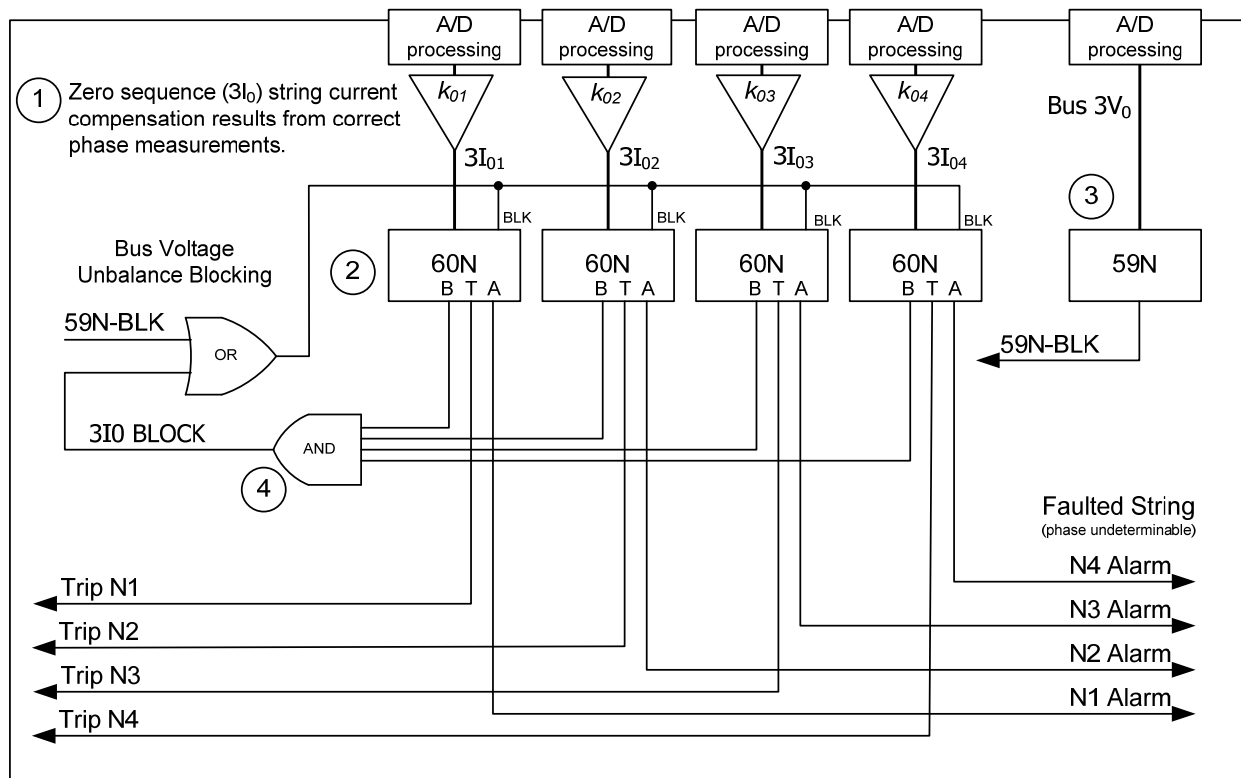 A/D
processing
A/D
processing
A/D
processing
A/D
processing
A/D
processing
k01
k02
k03
k04
1
Zero sequence (3I0) string current
compensation results from correct
phase measurements.
Bus 3V0
3I01
3I02
3I03
3I04
3
BLK
BLK
BLK
BLK
Bus Voltage
Unbalance Blocking
2
60N
B T A
60N
B T A
60N
B T A
60N
B T A
59N
59N-BLK
OR
59N-BLK
3I0 BLOCK
AND
4
Faulted String
(phase undeterminable)
N4 Alarm
Trip N1
N3 Alarm
Trip N2
N2 Alarm
Trip N3
N1 Alarm
Trip N4